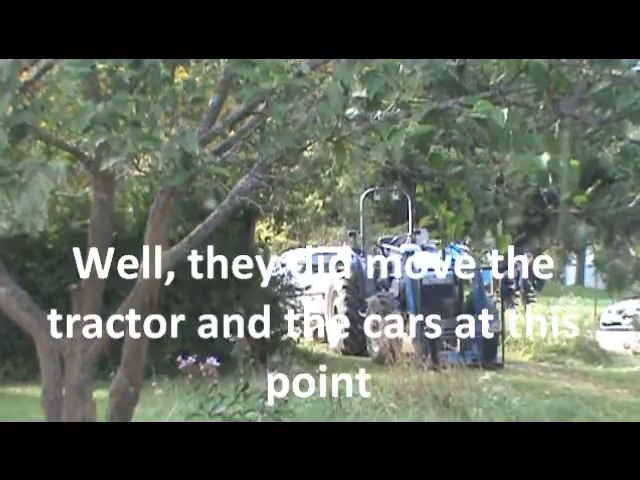 Well, they did move the
tractor and the cars at this
point